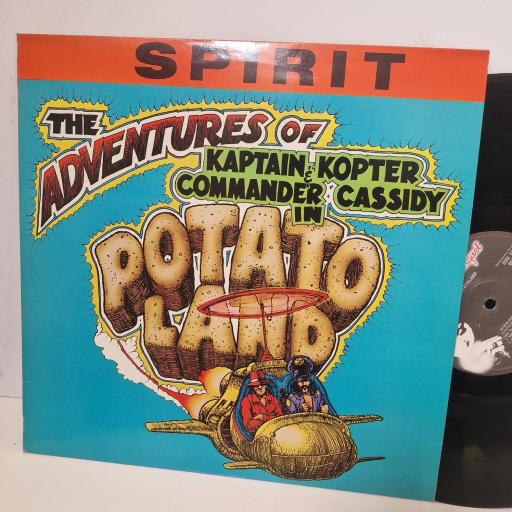 SPIRIT
THE
ADVENTURES OF
KAPTAIN KOPTER
&
COMMANDER CASSIDY
IN
POTATO
LAND